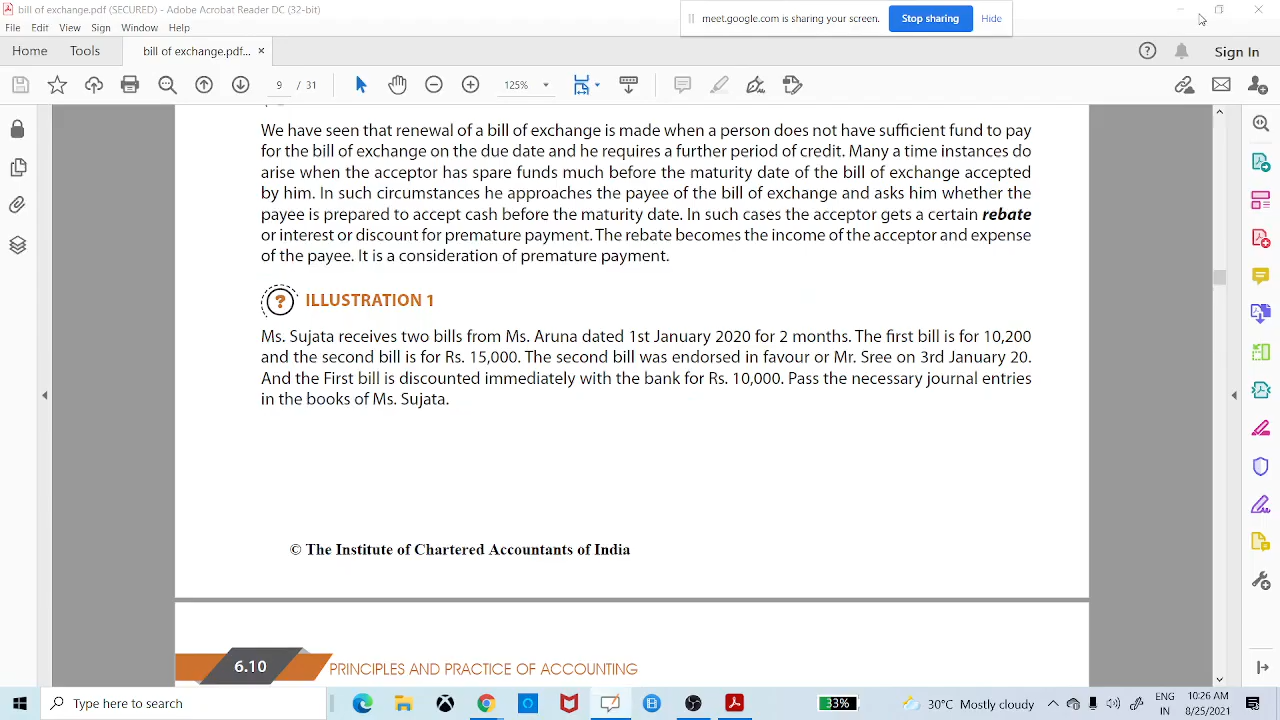 bill of exchange.pdf (SECURED) - Adobe Acrobat Reader DC (32-bit)
meet.google.com is sharing your screen. Stop sharing Hide
File Edit View Sign Window Help
Home Tools bill of exchange.pdf... × Sign In
9 / 31 125%
We have seen that renewal of a bill of exchange is made when a person does not have sufficient fund to pay
for the bill of exchange on the due date and he requires a further period of credit. Many a time instances do
arise when the acceptor has spare funds much before the maturity date of the bill of exchange accepted
by him. In such circumstances he approaches the payee of the bill of exchange and asks him whether the
payee is prepared to accept cash before the maturity date. In such cases the acceptor gets a certain rebate
or interest or discount for premature payment. The rebate becomes the income of the acceptor and expense
of the payee. It is a consideration of premature payment.
? ILLUSTRATION 1
Ms. Sujata receives two bills from Ms. Aruna dated 1st January 2020 for 2 months. The first bill is for 10,200
and the second bill is for Rs. 15,000. The second bill was endorsed in favour or Mr. Sree on 3rd January 20.
And the First bill is discounted immediately with the bank for Rs. 10,000. Pass the necessary journal entries
in the books of Ms. Sujata.
© The Institute of Chartered Accountants of India
6.10 PRINCIPLES AND PRACTICE OF ACCOUNTING
Type here to search
33%
30°C Mostly cloudy
ENG
IN
10:26 AM
8/25/2021